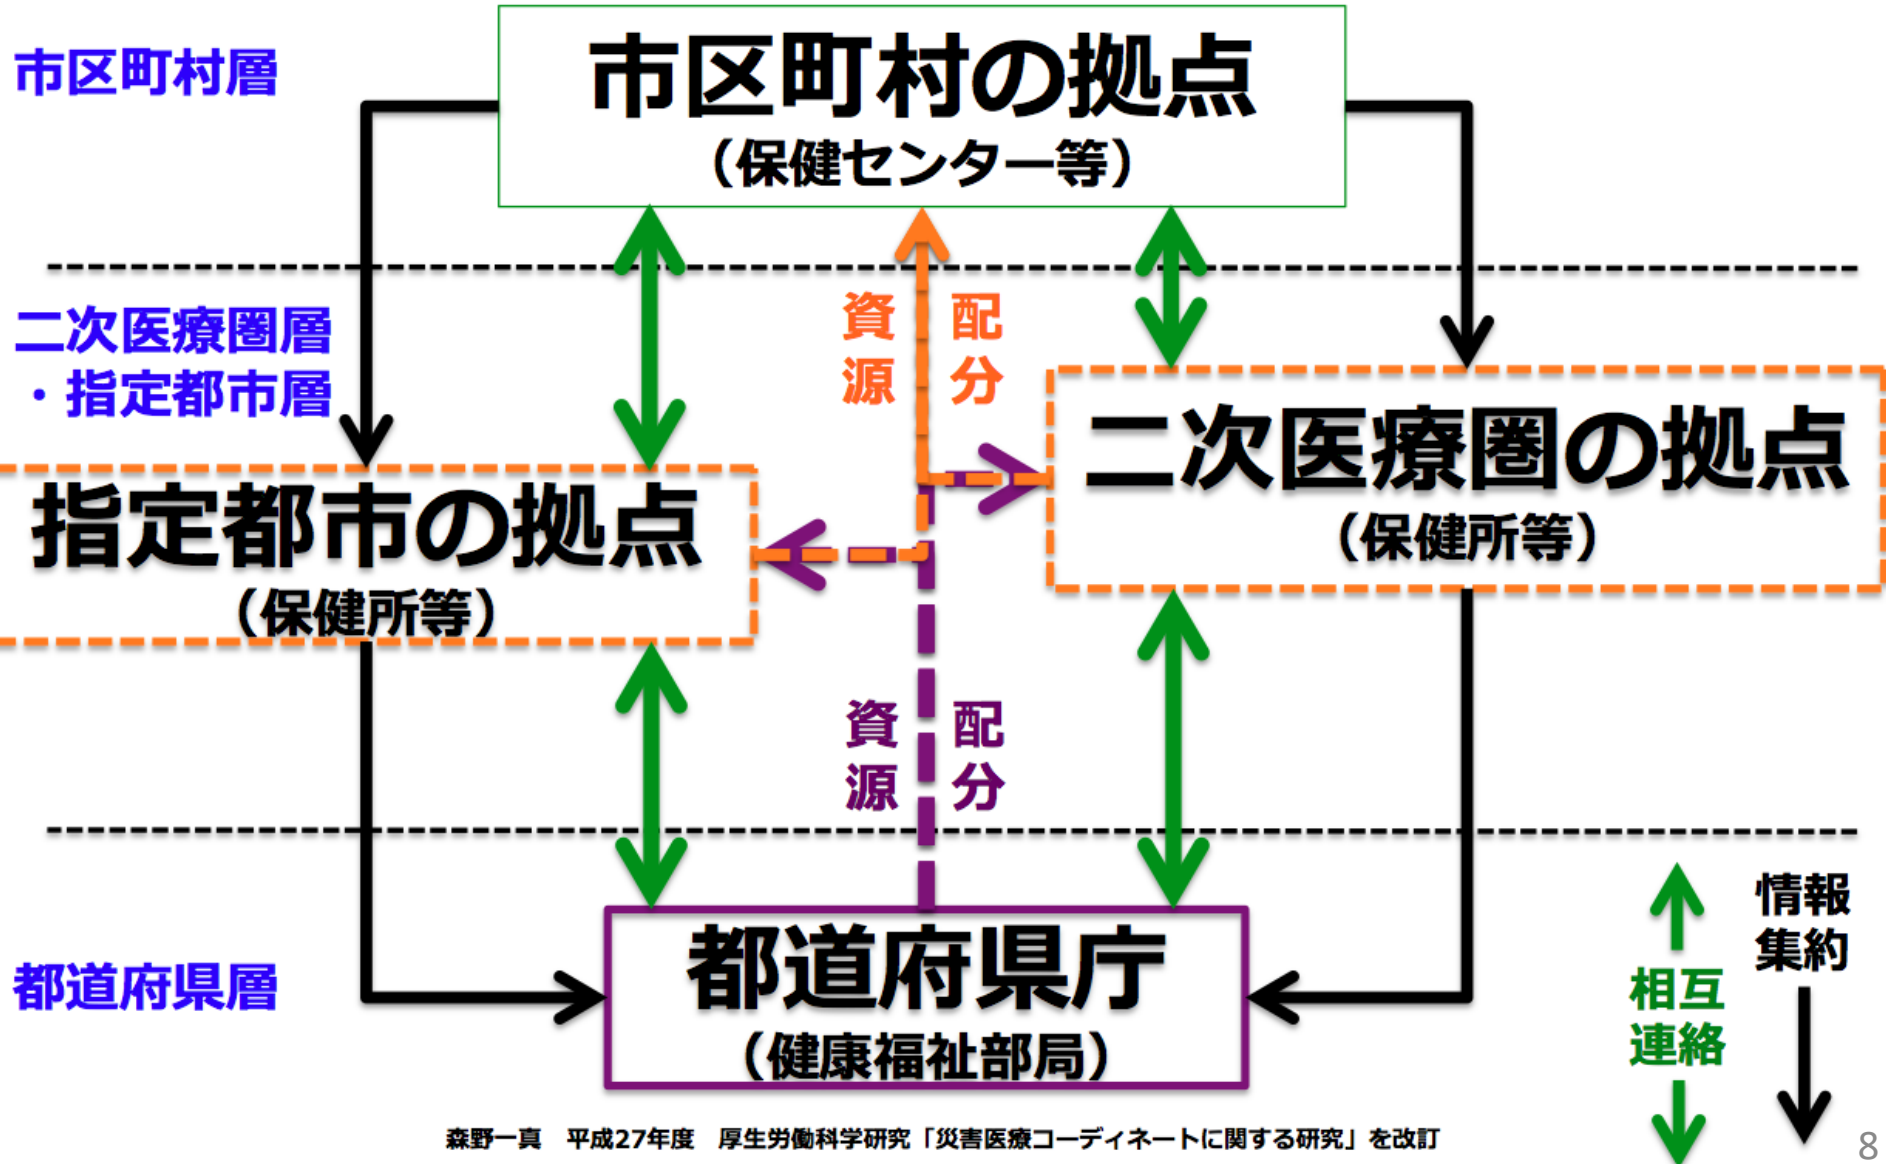 市区町村層
市区町村の拠点
（保健センター等）
二次医療圏層
・指定都市層
資源
配分
二次医療圏の拠点
（保健所等）
指定都市の拠点
（保健所等）
資源
配分
都道府県層
都道府県庁
（健康福祉部局）
相互
連絡
情報
集約
森野一真　平成27年度　厚生労働科学研究「災害医療コーディネートに関する研究」を改訂
8